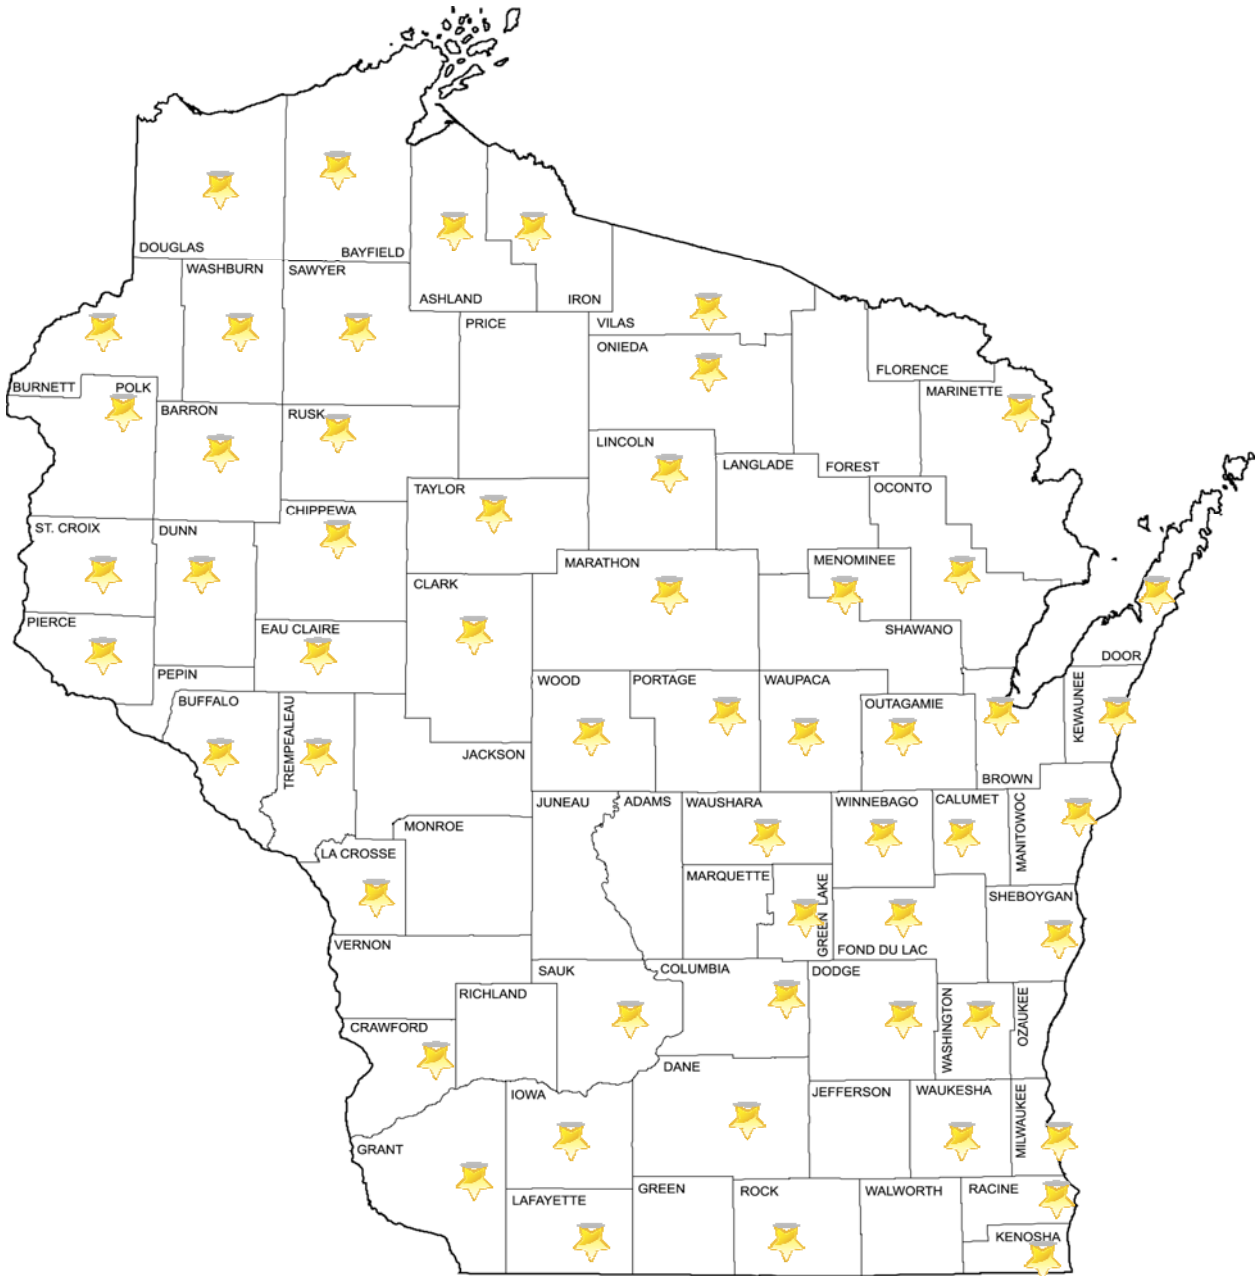 DOUGLAS
BAYFIELD
WASHBURN
SAWYER
ASHLAND
IRON
PRICE
VILAS
ONIEDA
FLORENCE
BURNETT
POLK
MARINETTE
BARRON
RUSK
LINCOLN
LANGLADE
FOREST
TAYLOR
OCONTO
CHIPPEWA
ST. CROIX
DUNN
MARATHON
MENOMINEE
CLARK
PIERCE
EAU CLAIRE
SHAWANO
DOOR
PEPIN
WOOD
PORTAGE
WAUPACA
KEWAUNEE
BUFFALO
TREMPEALEAU
OUTAGAMIE
JACKSON
BROWN
JUNEAU
ADAMS
WAUSHARA
WINNEBAGO
CALUMET
MANITOWOC
MONROE
LA CROSSE
MARQUETTE
GREEN LAKE
SHEBOYGAN
VERNON
FOND DU LAC
SAUK
COLUMBIA
DODGE
RICHLAND
WASHINGTON
OZAUKEE
CRAWFORD
DANE
IOWA
JEFFERSON
WAUKESHA
MILWAUKEE
GRANT
LAFAYETTE
GREEN
ROCK
WALWORTH
RACINE
KENOSHA